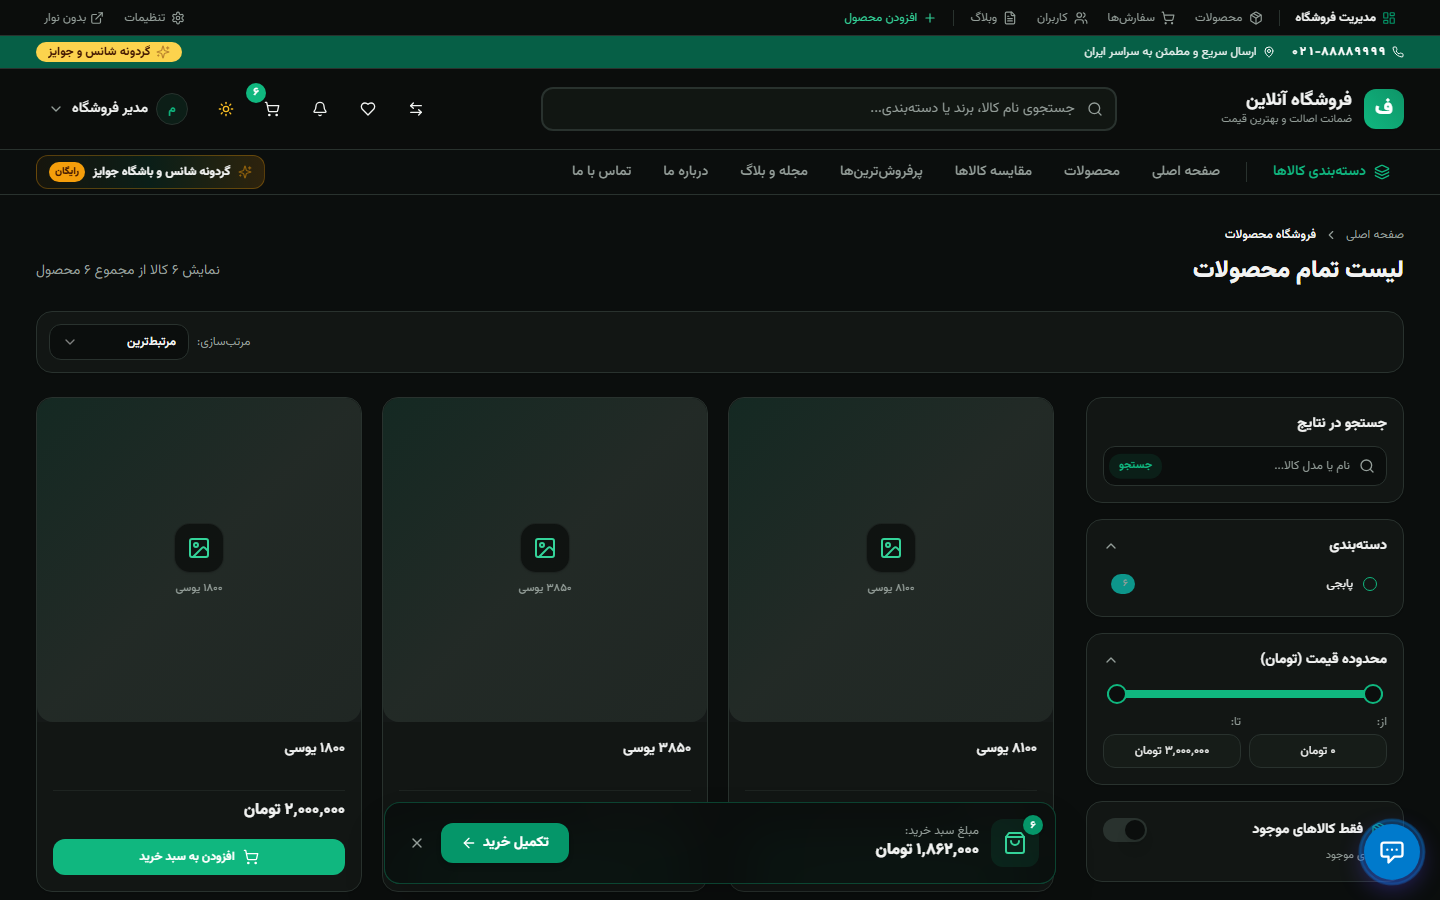 مدیریت فروشگاه
محصولات
سفارش‌ها
کاربران
وبلاگ
افزودن محصول
تنظیمات
بدون نوار
۰۲۱-۸۸۸۸۹۹۹۹
ارسال سریع و مطمئن به سراسر ایران
گردونه شانس و جوایز
ف
فروشگاه آنلاین
ضمانت اصالت و بهترین قیمت
جستجوی نام کالا، برند یا دسته‌بندی...
۶
م
مدیر فروشگاه
دسته‌بندی کالاها
صفحه اصلی
محصولات
مقایسه کالاها
پرفروش‌ترین‌ها
مجله و بلاگ
درباره ما
تماس با ما
گردونه شانس و باشگاه جوایز
رایگان
صفحه اصلی
فروشگاه محصولات
لیست تمام محصولات
نمایش ۶ کالا از مجموع ۶ محصول
مرتب‌سازی:
مرتبط‌ترین
جستجو در نتایج
نام یا مدل کالا...
جستجو
دسته‌بندی
پابجی
۶
محدوده قیمت (تومان)
از:
تا:
۰ تومان
۳,۰۰۰,۰۰۰ تومان
فقط کالاهای موجود
ی موجود
۸۱۰۰ یوسی
۳۸۵۰ یوسی
۱۸۰۰ یوسی
۸۱۰۰ یوسی
۳۸۵۰ یوسی
۱۸۰۰ یوسی
۲,۰۰۰,۰۰۰ تومان
افزودن به سبد خرید
۶
مبلغ سبد خرید:
۱,۸۶۲,۰۰۰ تومان
تکمیل خرید